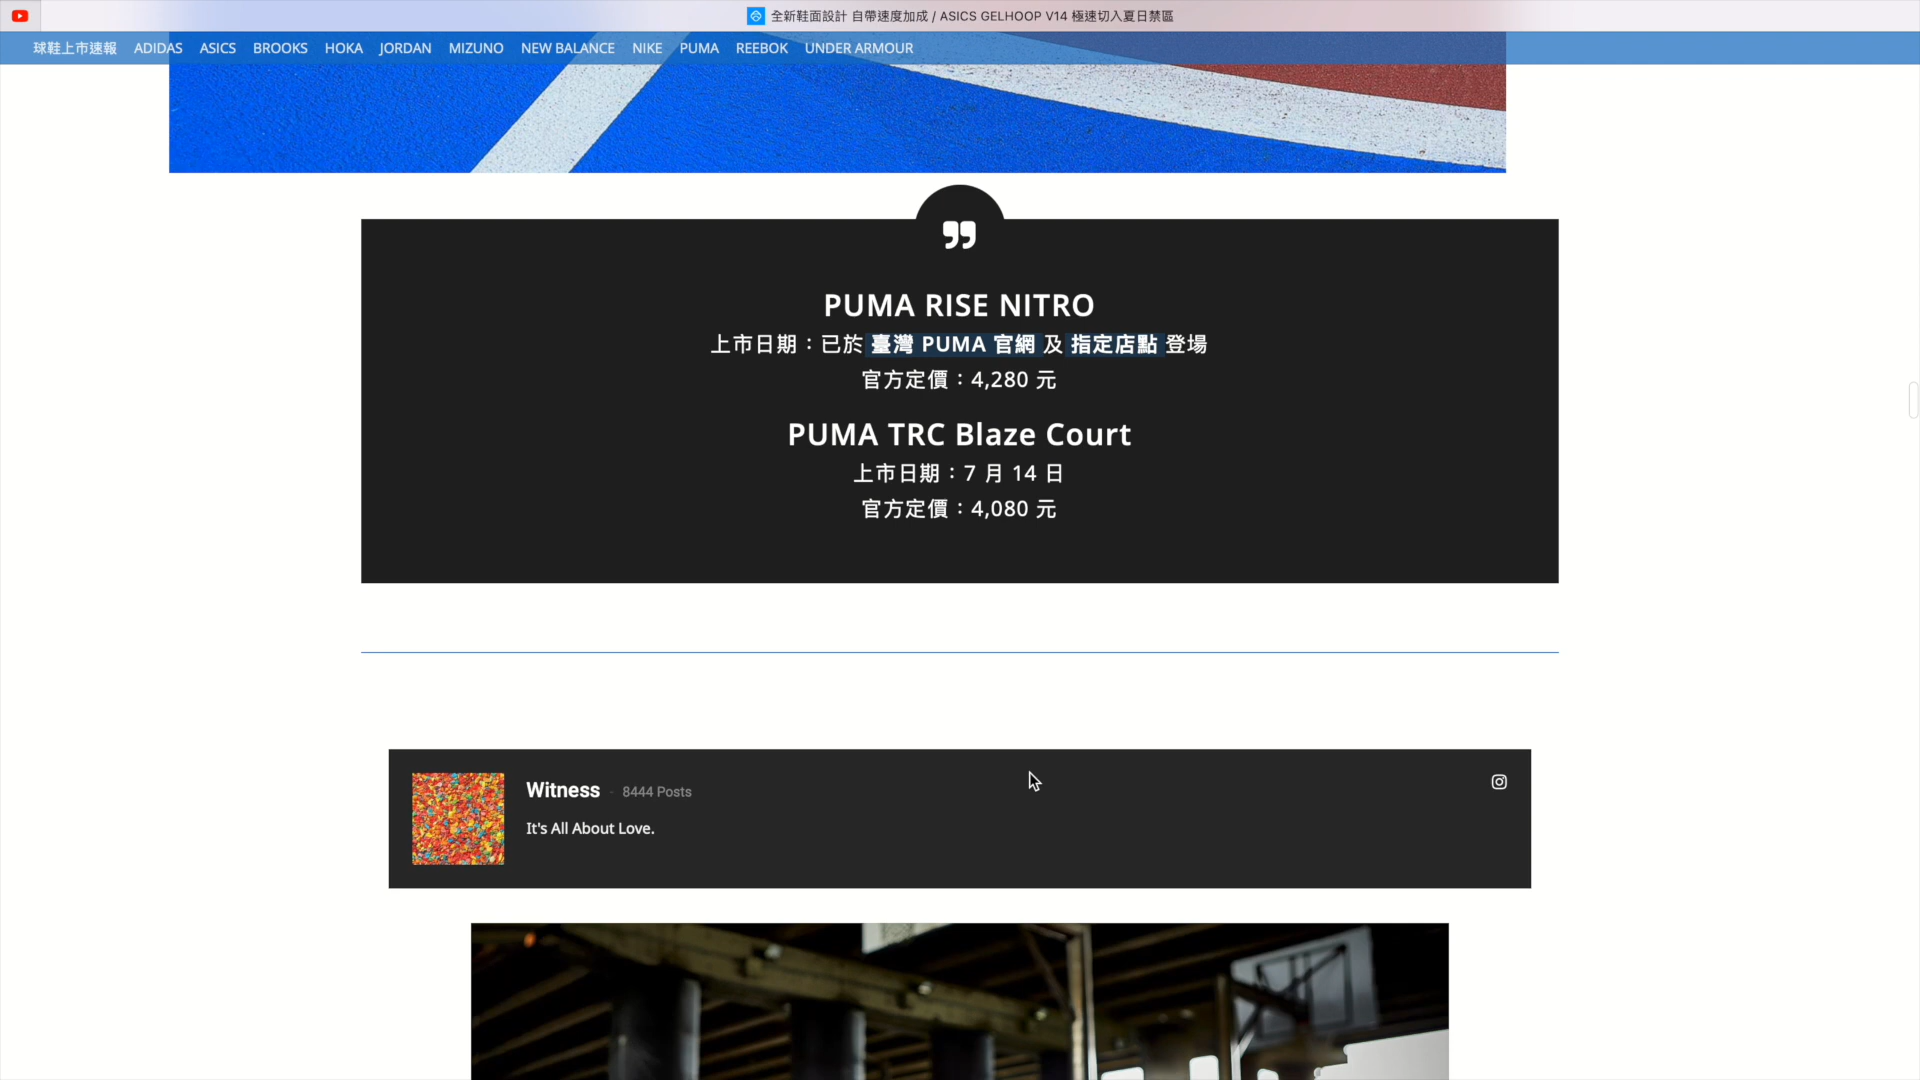 全新鞋面設計 自帶速度加成 / ASICS GELHOOP V14 極速切入夏日禁區
球鞋上市速報 ADIDAS ASICS BROOKS HOKA JORDAN MIZUNO NEW BALANCE NIKE PUMA REEBOK UNDER ARMOUR
PUMA RISE NITRO
上市日期：已於 臺灣 PUMA 官網 及 指定店點 登場
官方定價：4,280 元
PUMA TRC Blaze Court
上市日期：7 月 14 日
官方定價：4,080 元
Witness - 8444 Posts
It's All About Love.